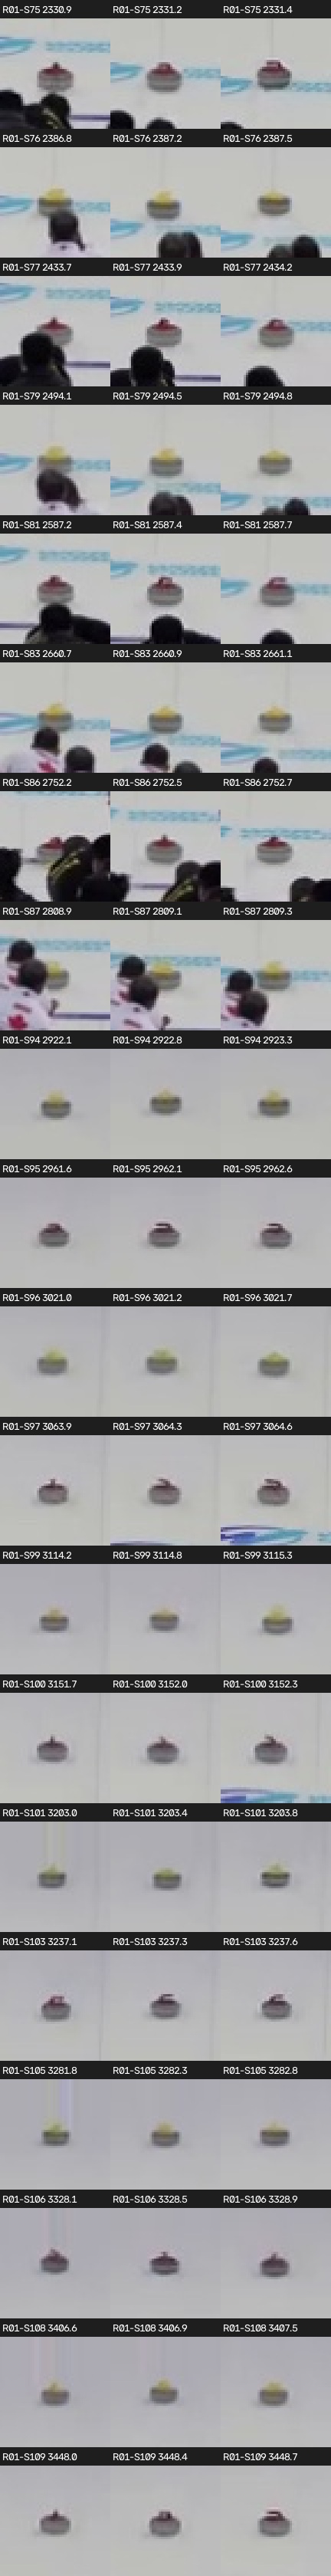 R01-S75 2330.9 R01-S75 2331.2 R01-S75 2331.4
R01-S76 2386.8 R01-S76 2387.2 R01-S76 2387.5
R01-S77 2433.7 R01-S77 2433.9 R01-S77 2434.2
R01-S79 2494.1 R01-S79 2494.5 R01-S79 2494.8
R01-S81 2587.2 R01-S81 2587.4 R01-S81 2587.7
R01-S83 2660.7 R01-S83 2660.9 R01-S83 2661.1
R01-S86 2752.2 R01-S86 2752.5 R01-S86 2752.7
R01-S87 2808.9 R01-S87 2809.1 R01-S87 2809.3
R01-S94 2922.1 R01-S94 2922.8 R01-S94 2923.3
R01-S95 2961.6 R01-S95 2962.1 R01-S95 2962.6
R01-S96 3021.0 R01-S96 3021.2 R01-S96 3021.7
R01-S97 3063.9 R01-S97 3064.3 R01-S97 3064.6
R01-S99 3114.2 R01-S99 3114.8 R01-S99 3115.3
R01-S100 3151.7 R01-S100 3152.0 R01-S100 3152.3
R01-S101 3203.0 R01-S101 3203.4 R01-S101 3203.8
R01-S103 3237.1 R01-S103 3237.3 R01-S103 3237.6
R01-S105 3281.8 R01-S105 3282.3 R01-S105 3282.8
R01-S106 3328.1 R01-S106 3328.5 R01-S106 3328.9
R01-S108 3406.6 R01-S108 3406.9 R01-S108 3407.5
R01-S109 3448.0 R01-S109 3448.4 R01-S109 3448.7